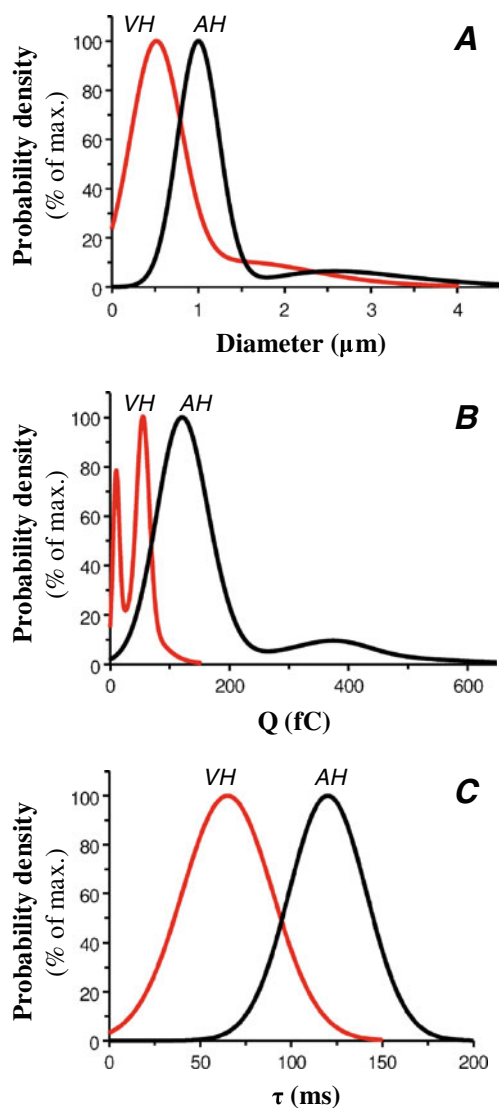 VH AH A
Probability density
(% of max.)
100
80
60
40
20
0
0 1 2 3 4
Diameter (µm)
VH AH B
Probability density
(% of max.)
100
80
60
40
20
0
0 200 400 600
Q (fC)
VH AH C
Probability density
(% of max.)
100
80
60
40
20
0
0 50 100 150 200
τ (ms)